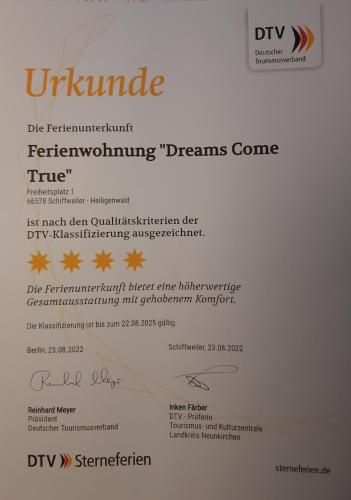 DTV
Deutscher
Tourismusverband
Urkunde
Die Ferienunterkunft
Ferienwohnung "Dreams Come
True"
Freiheitsplatz 1
66578 Schiffweiler - Heiligenwald
ist nach den Qualitätskriterien der
DTV-Klassifizierung ausgezeichnet.
Die Ferienunterkunft bietet eine höherwertige
Gesamtausstattung mit gehobenem Komfort.
Die Klassifizierung ist bis zum 22.08.2025 gültig.
Berlin, 23.08.2022
Schiffweiler, 23.08.2022
Reinhard Meyer
Reinhard Meyer
Präsident
Deutscher Tourismusverband
Inken Färber
DTV - Prüferin
Tourismus- und Kulturzentrale
Landkreis Neunkirchen
DTV Sterneferien
sterneferien.de